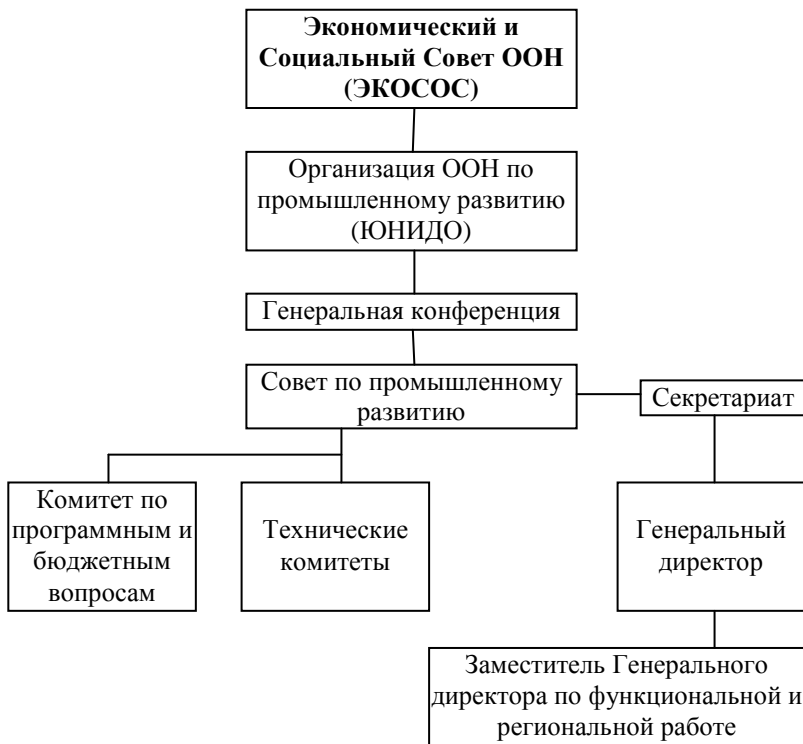 Экономический и
Социальный Совет ООН
(ЭКОСОС)
Организация ООН по
промышленному развитию
(ЮНИДО)
Генеральная конференция
Совет по промышленному
развитию
Секретариат
Комитет по
программным и
бюджетным
вопросам
Технические
комитеты
Генеральный
директор
Заместитель Генерального
директора по функциональной и
региональной работе